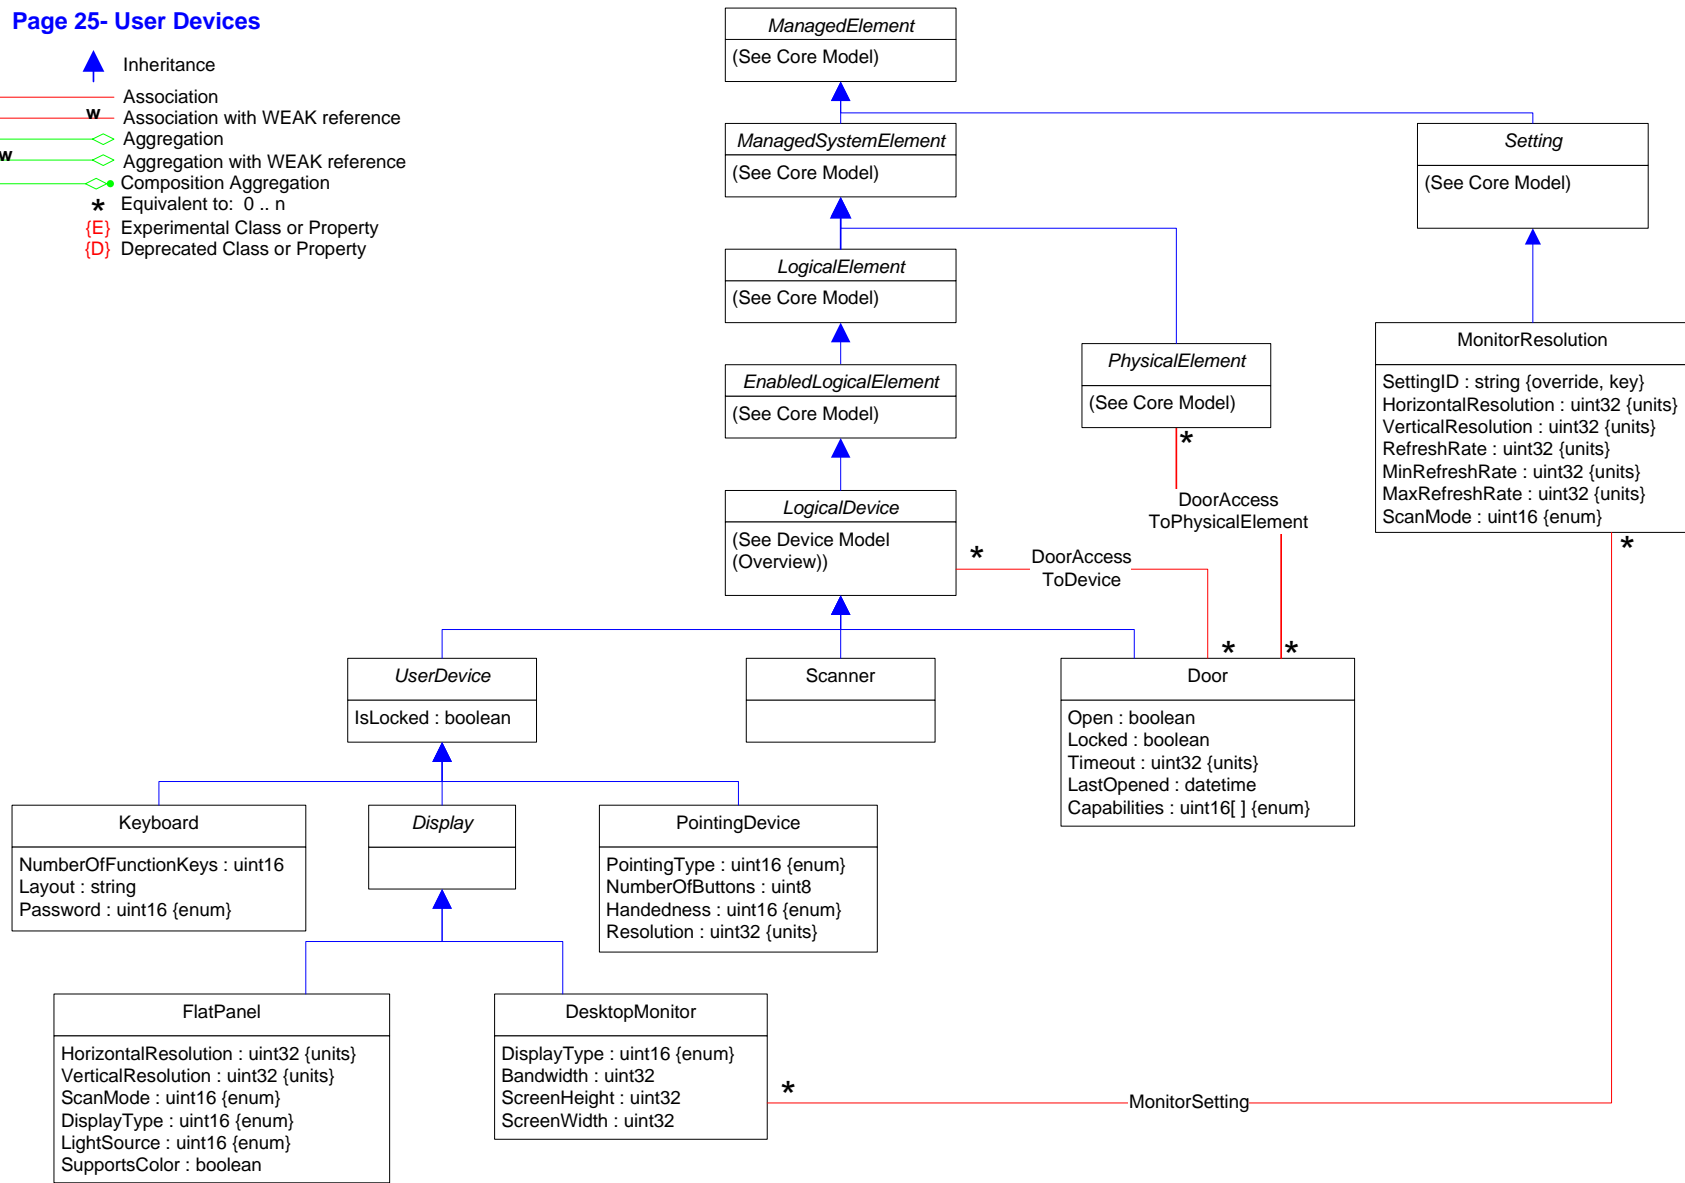 Page 25- User Devices
Inheritance
Association
w Association with WEAK reference
Aggregation
w Aggregation with WEAK reference
Composition Aggregation
* Equivalent to: 0 .. n
{E} Experimental Class or Property
{D} Deprecated Class or Property
ManagedElement
(See Core Model)
ManagedSystemElement
(See Core Model)
Setting
(See Core Model)
LogicalElement
(See Core Model)
PhysicalElement
(See Core Model)
*
EnabledLogicalElement
(See Core Model)
MonitorResolution
SettingID : string {override, key}
HorizontalResolution : uint32 {units}
VerticalResolution : uint32 {units}
RefreshRate : uint32 {units}
MinRefreshRate : uint32 {units}
MaxRefreshRate : uint32 {units}
ScanMode : uint16 {enum}
*
LogicalDevice
(See Device Model
(Overview))
*
DoorAccess
ToDevice
*
DoorAccess
ToPhysicalElement
*
UserDevice
IsLocked : boolean
Scanner
Door
Open : boolean
Locked : boolean
Timeout : uint32 {units}
LastOpened : datetime
Capabilities : uint16[ ] {enum}
Keyboard
NumberOfFunctionKeys : uint16
Layout : string
Password : uint16 {enum}
Display
PointingDevice
PointingType : uint16 {enum}
NumberOfButtons : uint8
Handedness : uint16 {enum}
Resolution : uint32 {units}
FlatPanel
HorizontalResolution : uint32 {units}
VerticalResolution : uint32 {units}
ScanMode : uint16 {enum}
DisplayType : uint16 {enum}
LightSource : uint16 {enum}
SupportsColor : boolean
DesktopMonitor
DisplayType : uint16 {enum}
Bandwidth : uint32
ScreenHeight : uint32
ScreenWidth : uint32
*
MonitorSetting